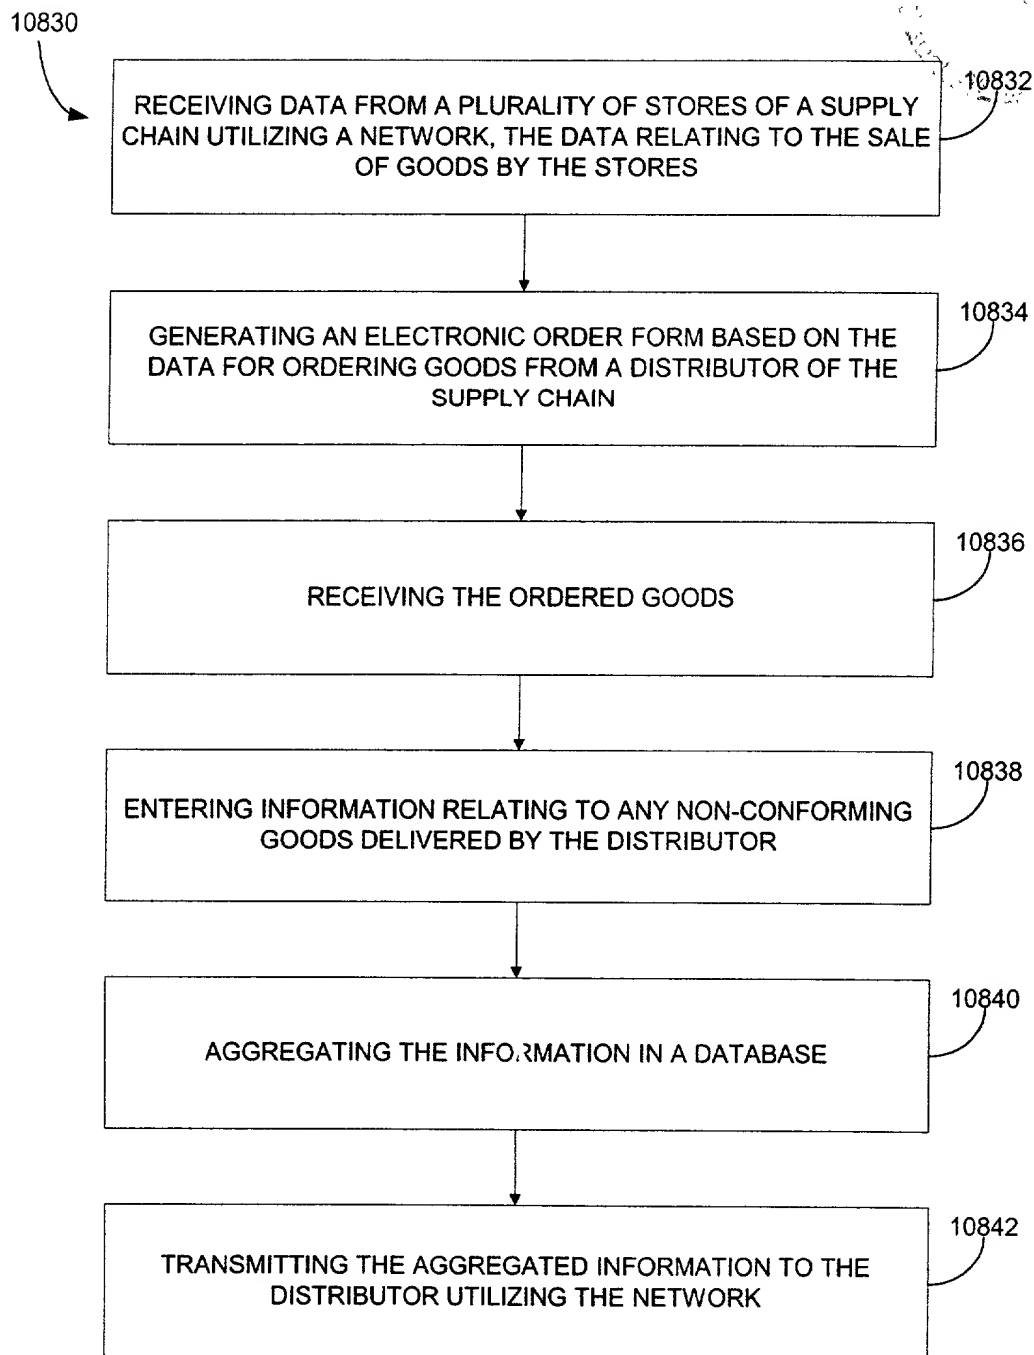 10830
10832
RECEIVING DATA FROM A PLURALITY OF STORES OF A SUPPLY
CHAIN UTILIZING A NETWORK, THE DATA RELATING TO THE SALE
OF GOODS BY THE STORES
10834
GENERATING AN ELECTRONIC ORDER FORM BASED ON THE
DATA FOR ORDERING GOODS FROM A DISTRIBUTOR OF THE
SUPPLY CHAIN
10836
RECEIVING THE ORDERED GOODS
10838
ENTERING INFORMATION RELATING TO ANY NON-CONFORMING
GOODS DELIVERED BY THE DISTRIBUTOR
10840
AGGREGATING THE INFORMATION IN A DATABASE
10842
TRANSMITTING THE AGGREGATED INFORMATION TO THE
DISTRIBUTOR UTILIZING THE NETWORK